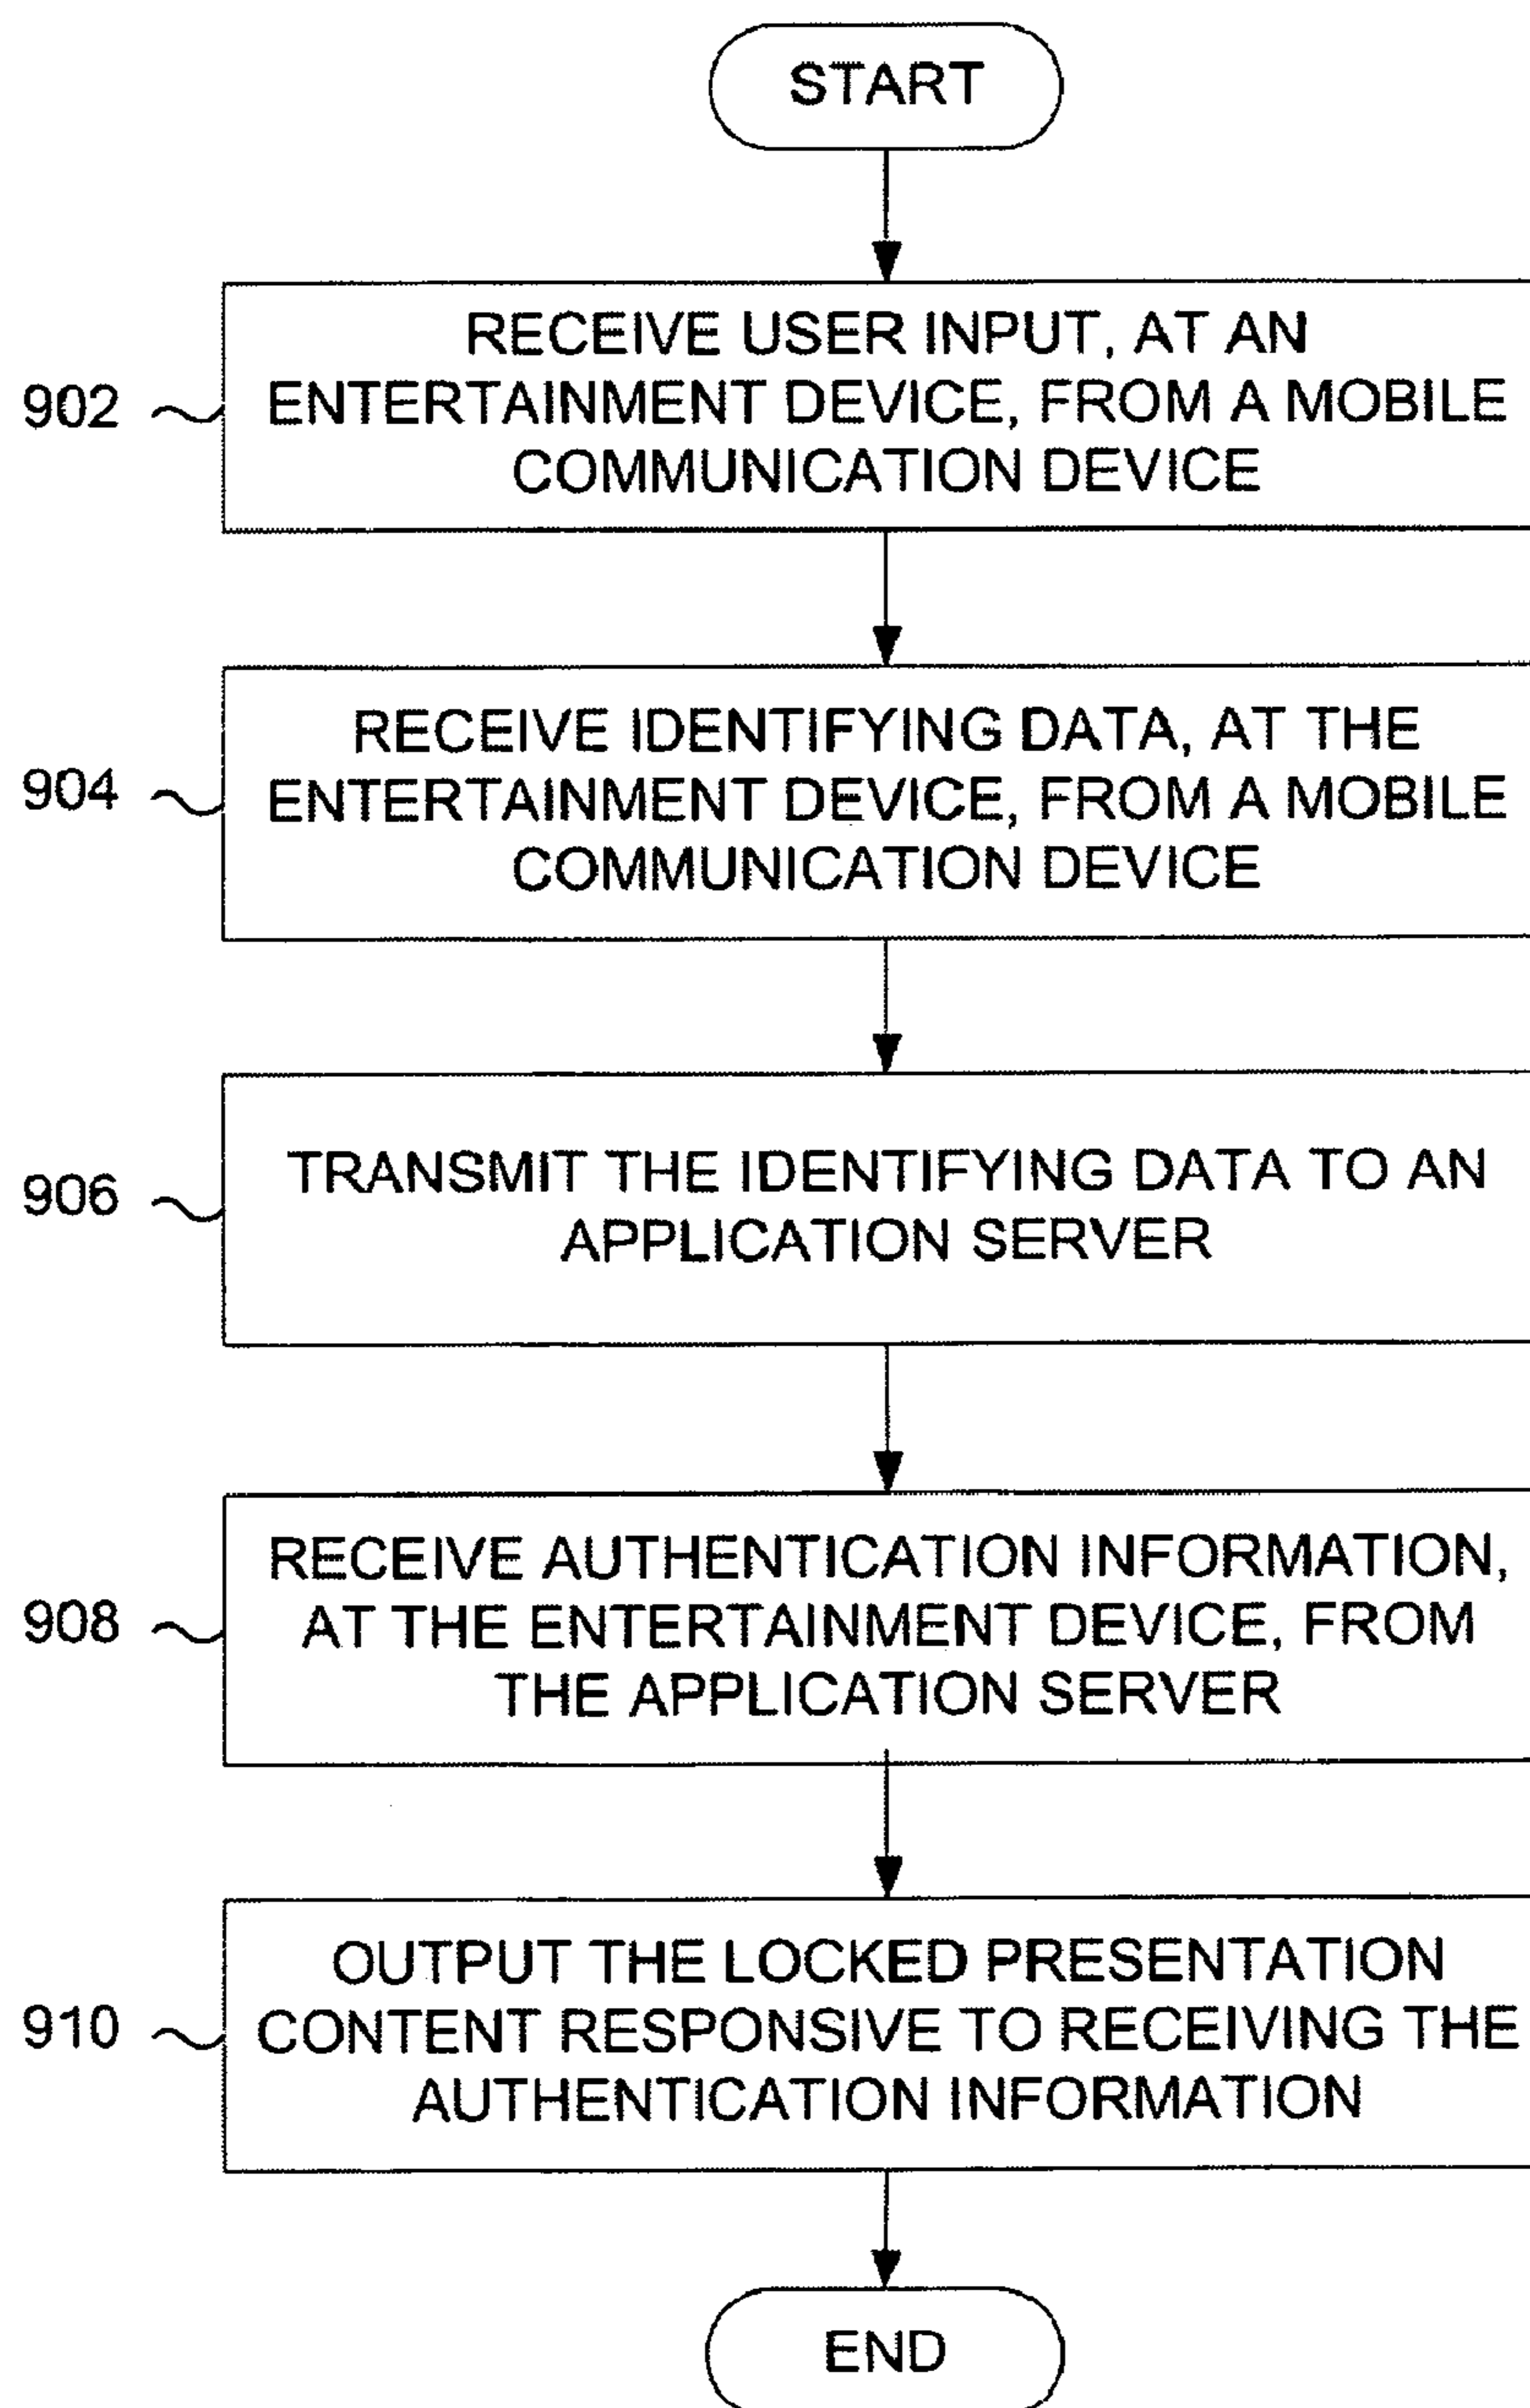 START
902
RECEIVE USER INPUT, AT AN
ENTERTAINMENT DEVICE, FROM A MOBILE
COMMUNICATION DEVICE
904
RECEIVE IDENTIFYING DATA, AT THE
ENTERTAINMENT DEVICE, FROM A MOBILE
COMMUNICATION DEVICE
906
TRANSMIT THE IDENTIFYING DATA TO AN
APPLICATION SERVER
908
RECEIVE AUTHENTICATION INFORMATION,
AT THE ENTERTAINMENT DEVICE, FROM
THE APPLICATION SERVER
910
OUTPUT THE LOCKED PRESENTATION
CONTENT RESPONSIVE TO RECEIVING THE
AUTHENTICATION INFORMATION
END